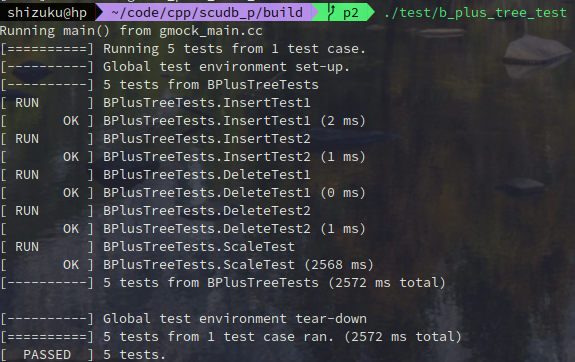 shizuku@hp ~/code/cpp/scudb_p/build p2 ./test/b_plus_tree_test
Running main() from gmock_main.cc
[==========] Running 5 tests from 1 test case.
[----------] Global test environment set-up.
[----------] 5 tests from BPlusTreeTests
[ RUN      ] BPlusTreeTests.InsertTest1
[       OK ] BPlusTreeTests.InsertTest1 (2 ms)
[ RUN      ] BPlusTreeTests.InsertTest2
[       OK ] BPlusTreeTests.InsertTest2 (1 ms)
[ RUN      ] BPlusTreeTests.DeleteTest1
[       OK ] BPlusTreeTests.DeleteTest1 (0 ms)
[ RUN      ] BPlusTreeTests.DeleteTest2
[       OK ] BPlusTreeTests.DeleteTest2 (1 ms)
[ RUN      ] BPlusTreeTests.ScaleTest
[       OK ] BPlusTreeTests.ScaleTest (2568 ms)
[----------] 5 tests from BPlusTreeTests (2572 ms total)
[----------] Global test environment tear-down
[==========] 5 tests from 1 test case ran. (2572 ms total)
[  PASSED  ] 5 tests.